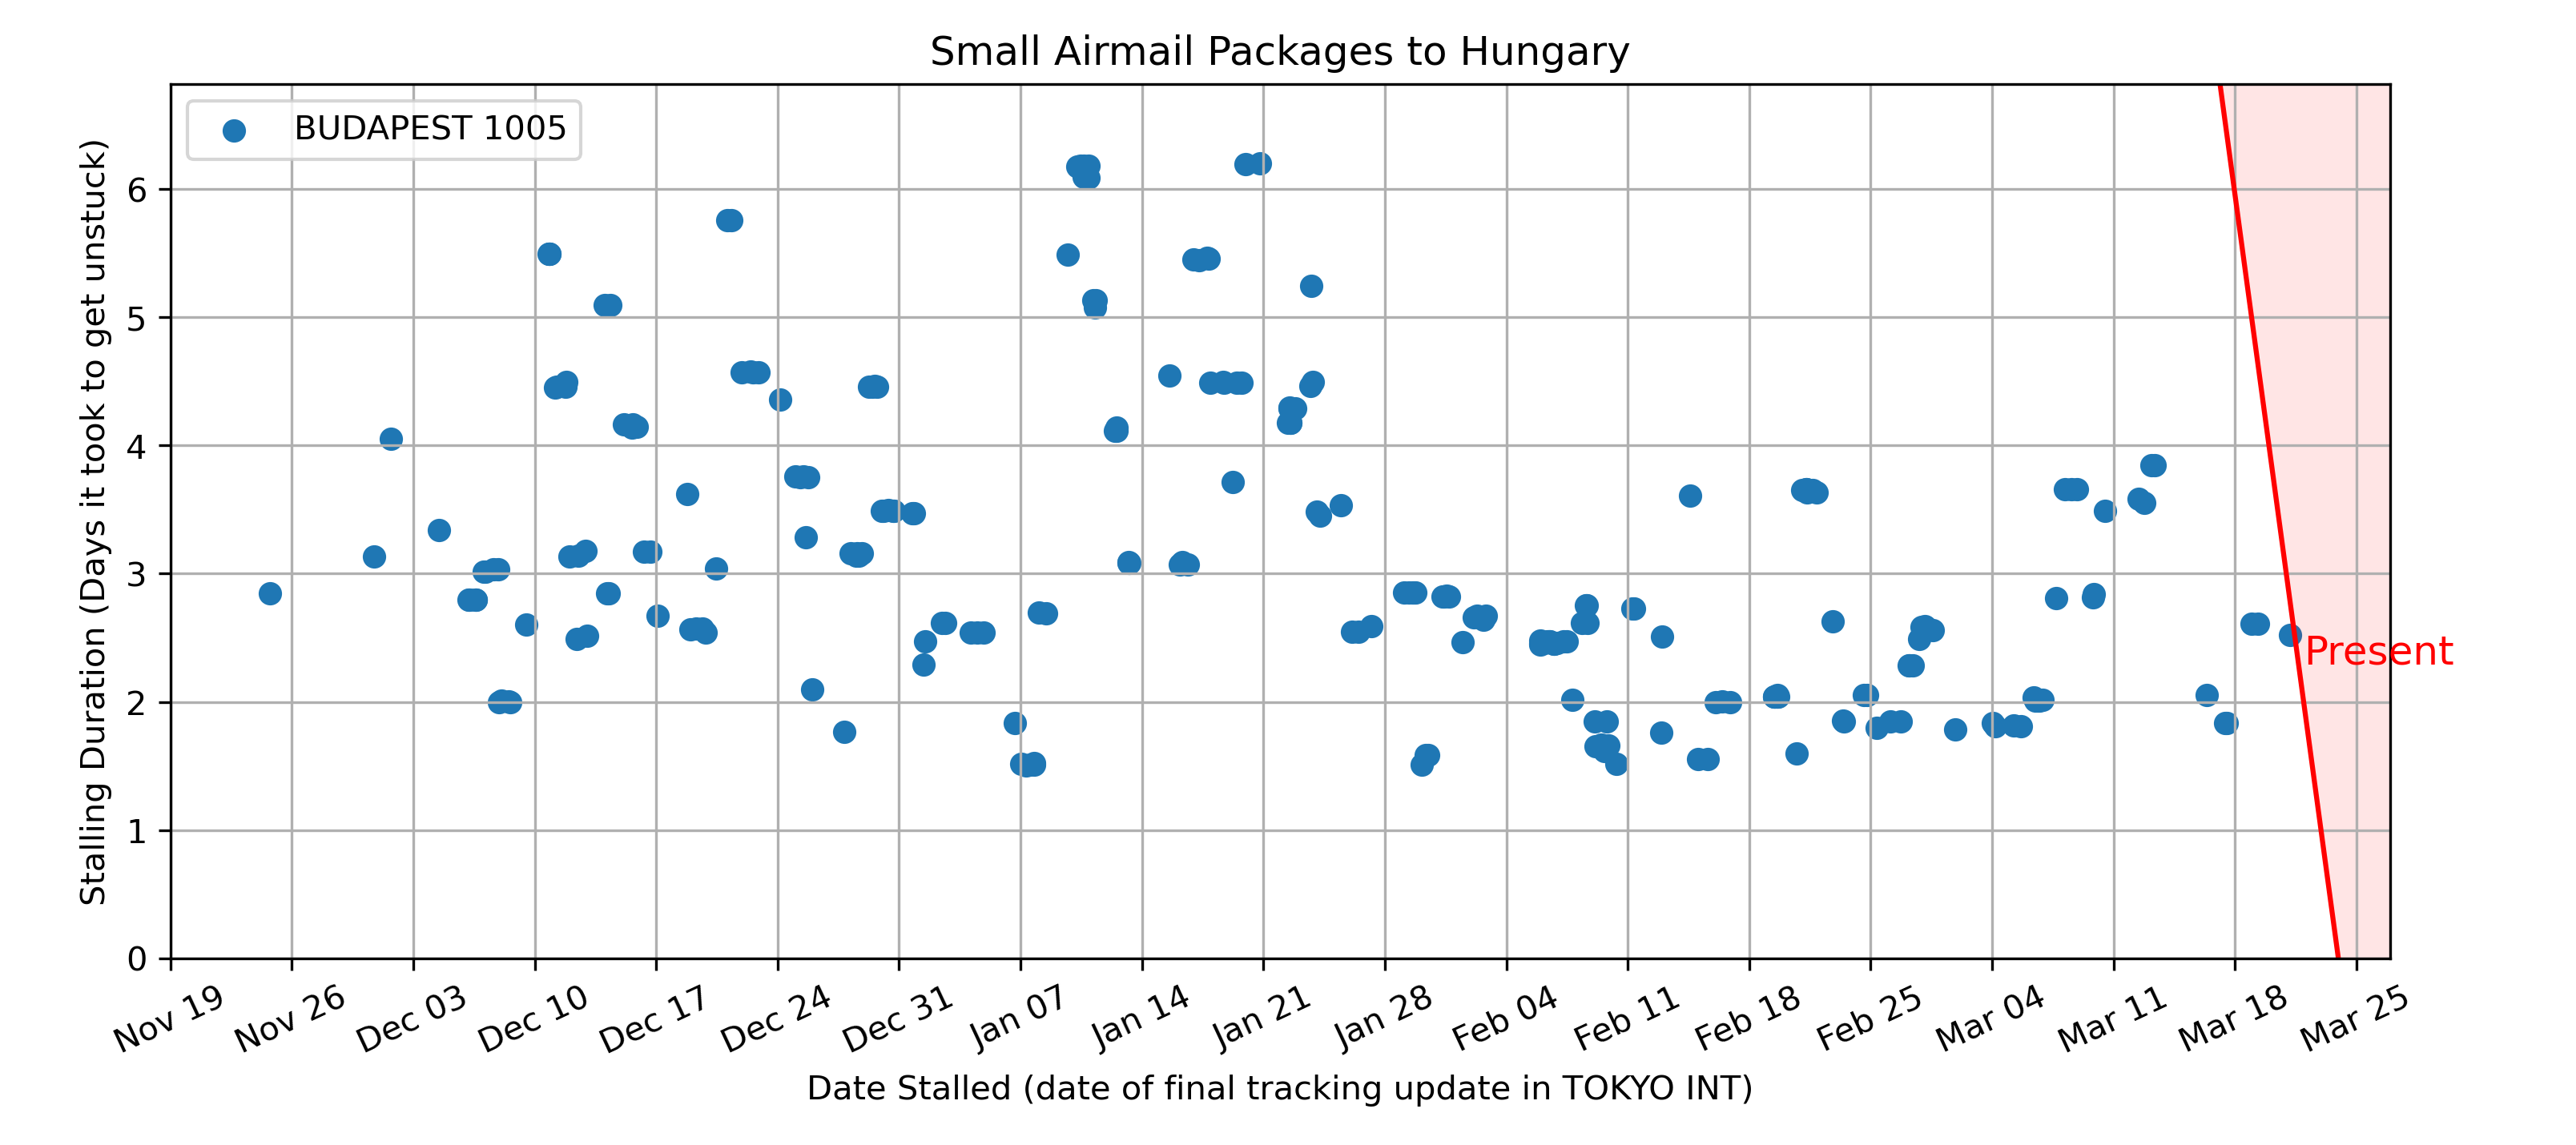 Small Airmail Packages to Hungary
BUDAPEST 1005
Stalling Duration (Days it took to get unstuck)
6
5
4
3
2
1
0
Present
Nov 19
Nov 26
Dec 03
Dec 10
Dec 17
Dec 24
Dec 31
Jan 07
Jan 14
Jan 21
Jan 28
Feb 04
Feb 11
Feb 18
Feb 25
Mar 04
Mar 11
Mar 18
Mar 25
Date Stalled (date of final tracking update in TOKYO INT)